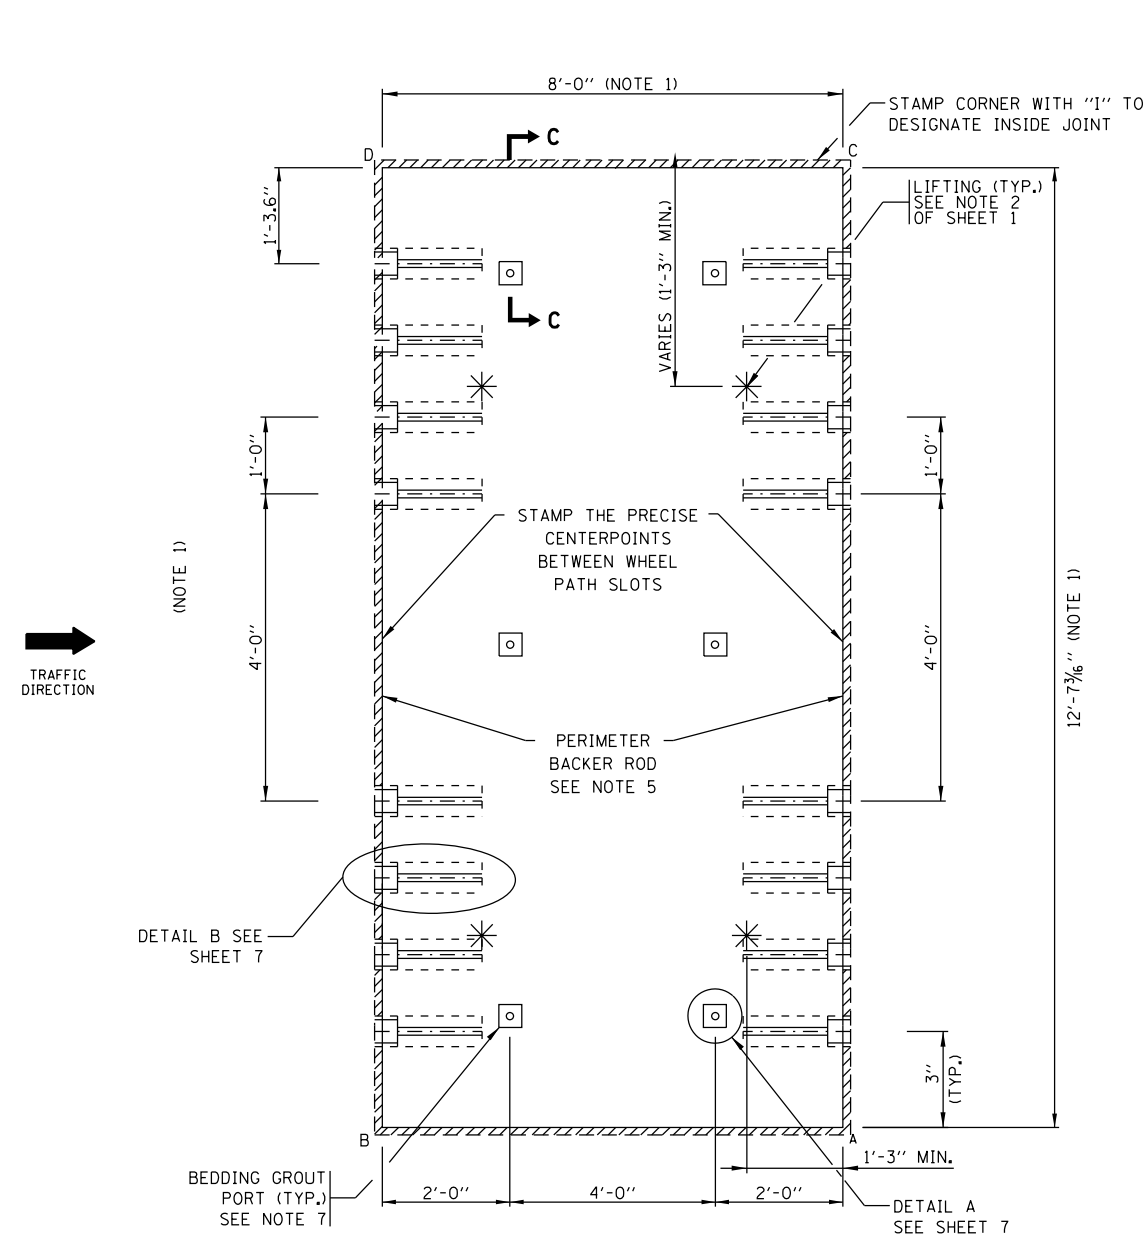 8'-0" (NOTE 1)
STAMP CORNER WITH "I" TO
DESIGNATE INSIDE JOINT
C
D
C
LIFTING (TYP.)
SEE NOTE 2
OF SHEET 1
1'-3.6"
VARIES (1'-3" MIN.)
C
1'-0"
1'-0"
STAMP THE PRECISE
CENTERPOINTS
BETWEEN WHEEL
PATH SLOTS
(NOTE 1)
4'-0"
4'-0"
12'-7 3/16" (NOTE 1)
TRAFFIC
DIRECTION
PERIMETER
BACKER ROD
SEE NOTE 5
DETAIL B SEE
SHEET 7
3"
(TYP.)
B
A
1'-3" MIN.
BEDDING GROUT
PORT (TYP.)
SEE NOTE 7
2'-0"
4'-0"
2'-0"
DETAIL A
SEE SHEET 7